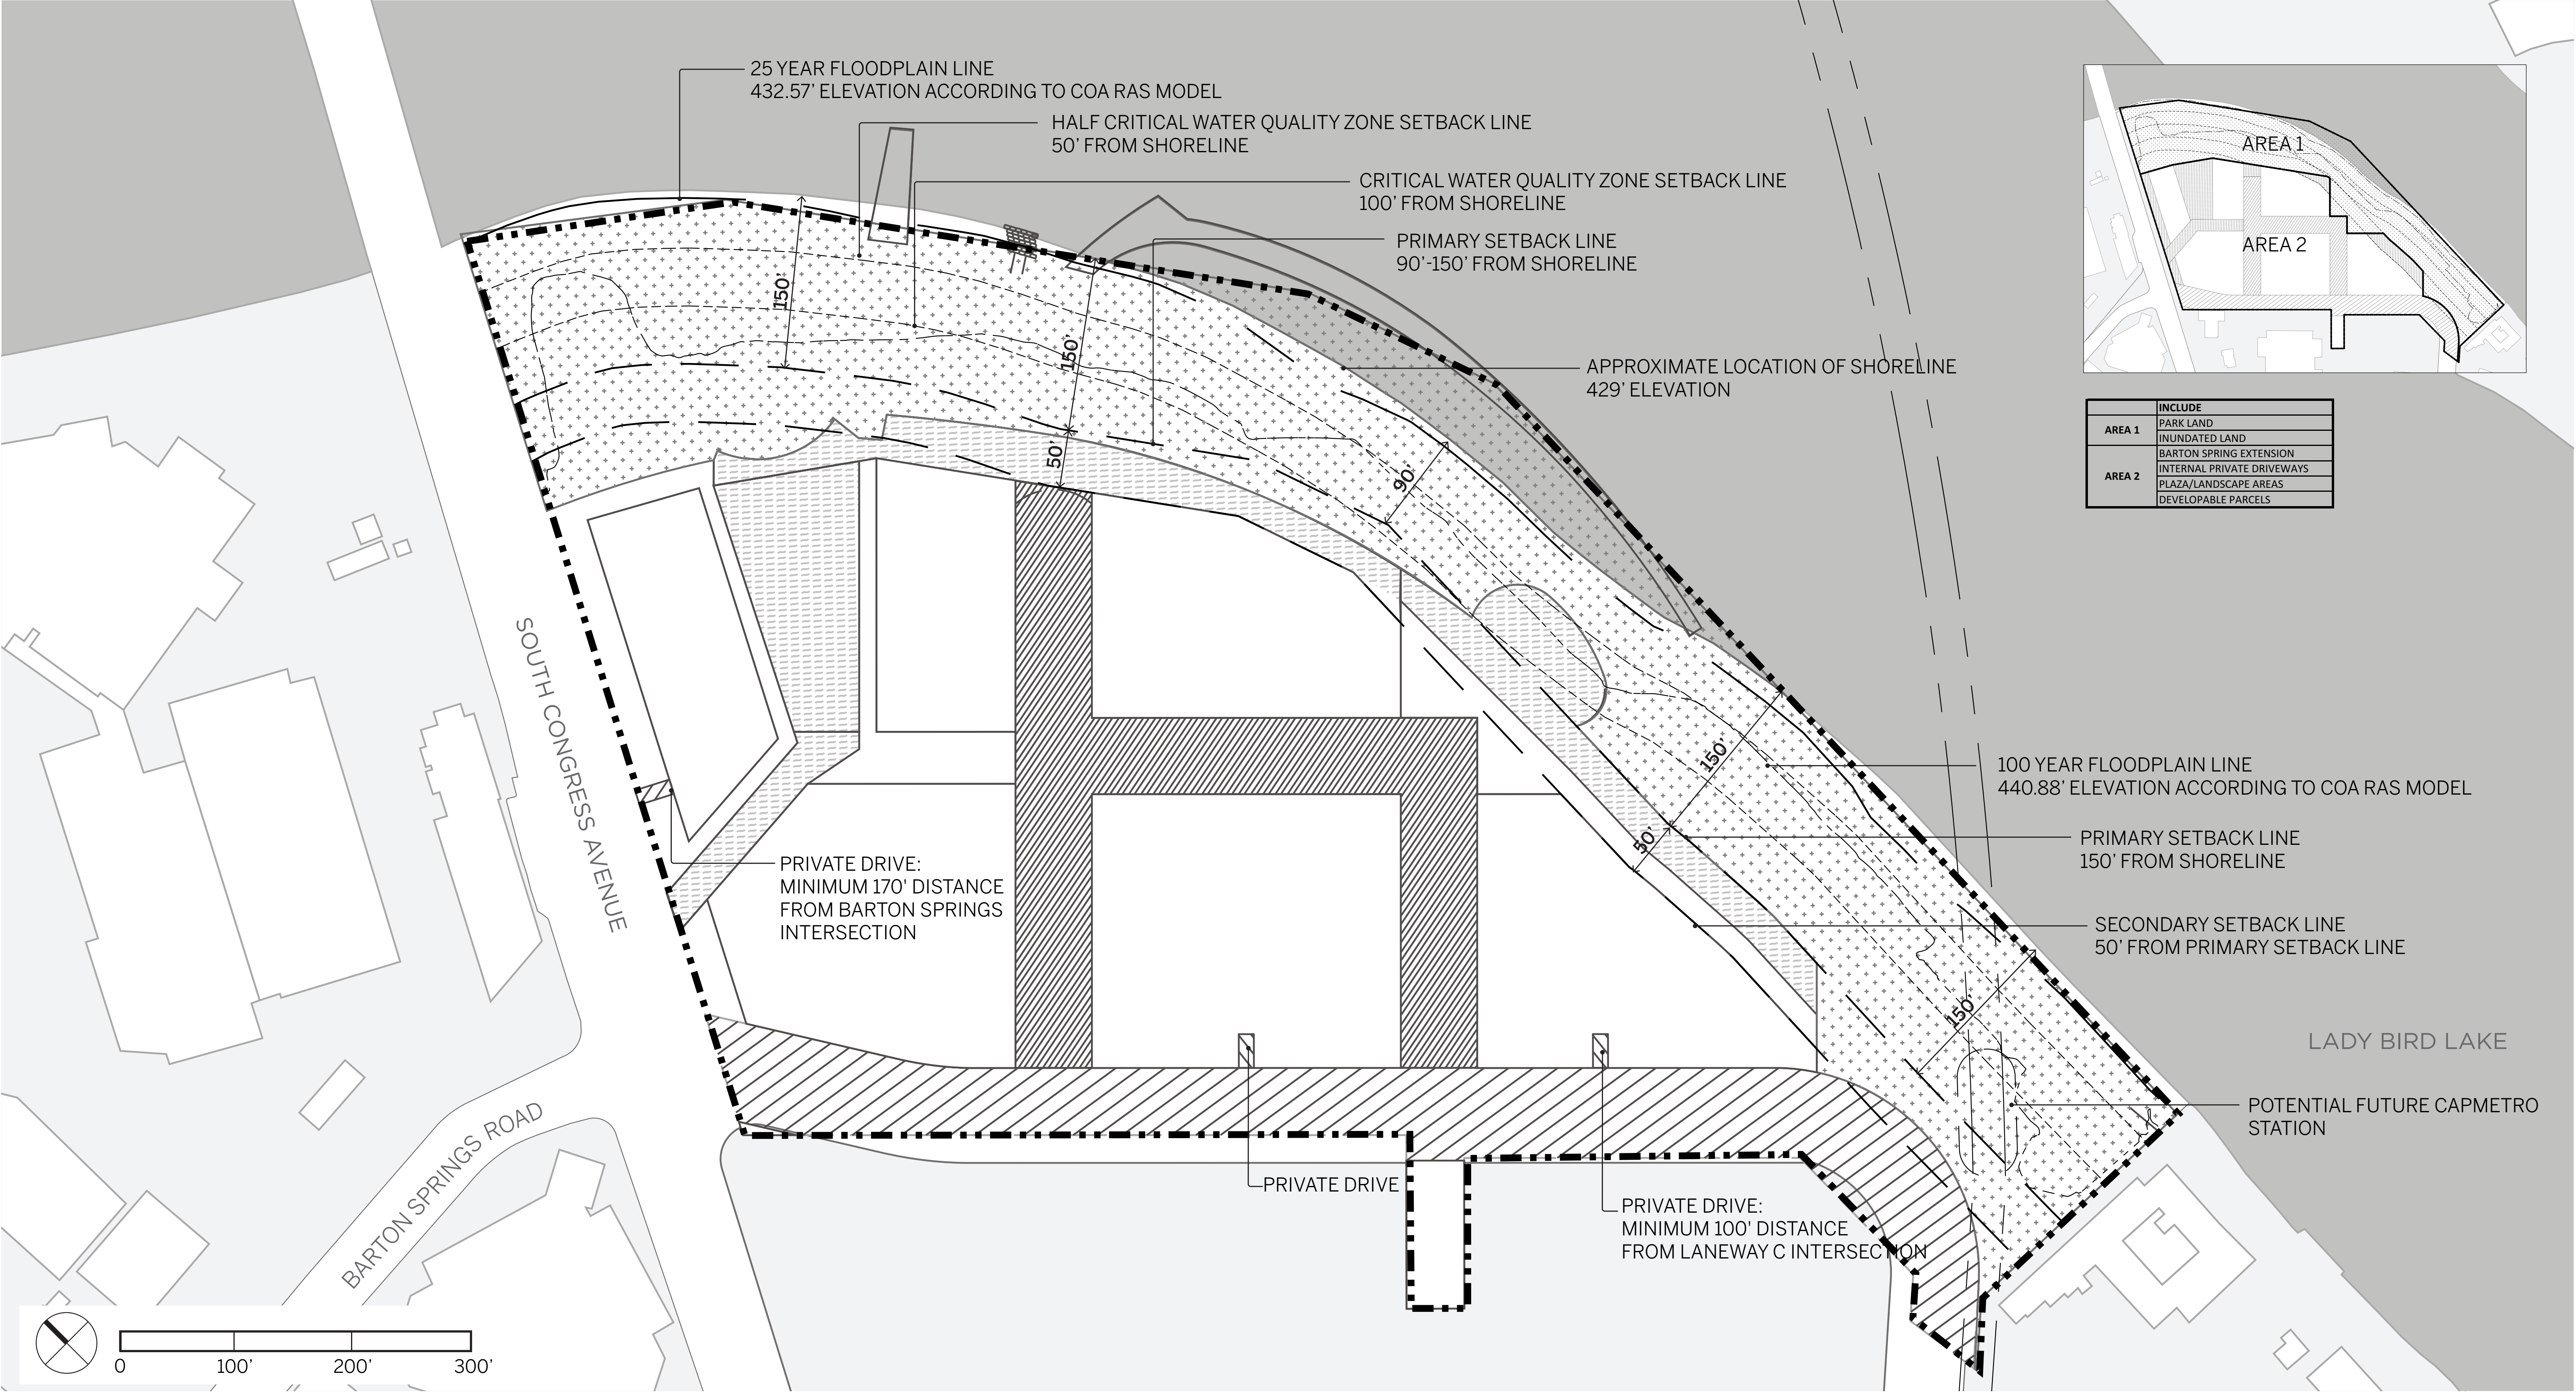 25 YEAR FLOODPLAIN LINE
432.57' ELEVATION ACCORDING TO COA RAS MODEL
HALF CRITICAL WATER QUALITY ZONE SETBACK LINE
50' FROM SHORELINE
CRITICAL WATER QUALITY ZONE SETBACK LINE
100' FROM SHORELINE
PRIMARY SETBACK LINE
90'-150' FROM SHORELINE
APPROXIMATE LOCATION OF SHORELINE
429' ELEVATION
AREA 1
AREA 2
INCLUDE
AREA 1
PARK LAND
INUNDATED LAND
AREA 2
BARTON SPRING EXTENSION
INTERNAL PRIVATE DRIVEWAYS
PLAZA/LANDSCAPE AREAS
DEVELOPABLE PARCELS
150'
150'
50'
90'
150'
50'
150'
SOUTH CONGRESS AVENUE
100 YEAR FLOODPLAIN LINE
440.88' ELEVATION ACCORDING TO COA RAS MODEL
PRIMARY SETBACK LINE
150' FROM SHORELINE
SECONDARY SETBACK LINE
50' FROM PRIMARY SETBACK LINE
PRIVATE DRIVE:
MINIMUM 170' DISTANCE
FROM BARTON SPRINGS
INTERSECTION
LADY BIRD LAKE
POTENTIAL FUTURE CAPMETRO
STATION
BARTON SPRINGS ROAD
PRIVATE DRIVE
PRIVATE DRIVE:
MINIMUM 100' DISTANCE
FROM LANEWAY C INTERSECTION
0 100' 200' 300'